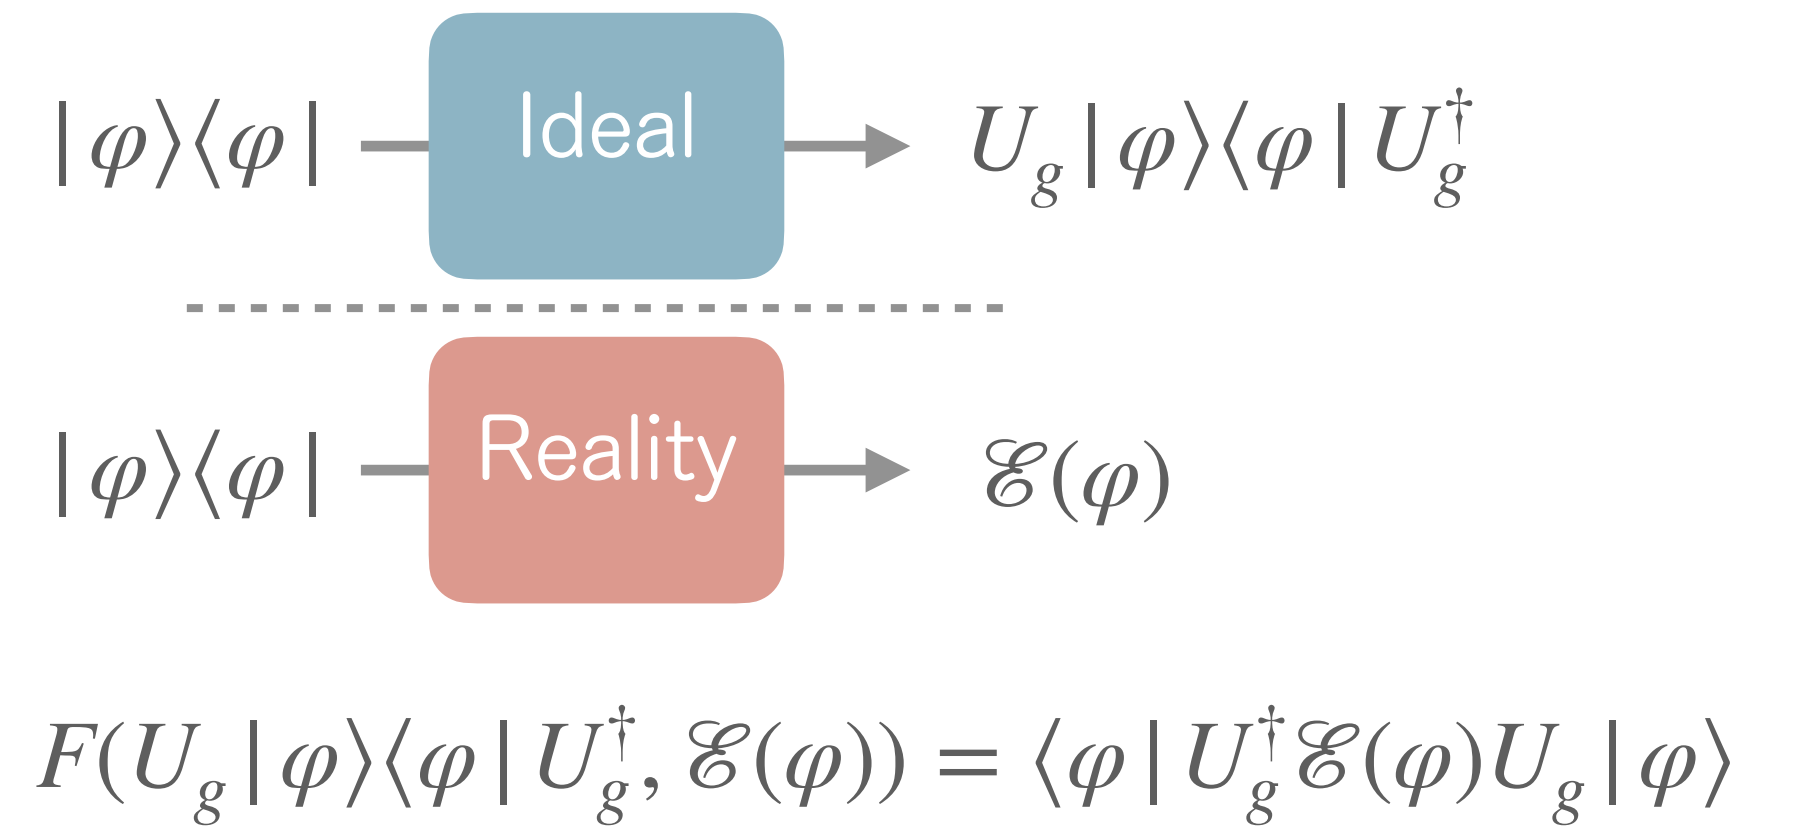 |φ⟩⟨φ| Ideal U_g|φ⟩⟨φ|U_g^†
|φ⟩⟨φ| Reality ℰ(φ)
F(U_g|φ⟩⟨φ|U_g^†, ℰ(φ)) = ⟨φ|U_g^†ℰ(φ)U_g|φ⟩